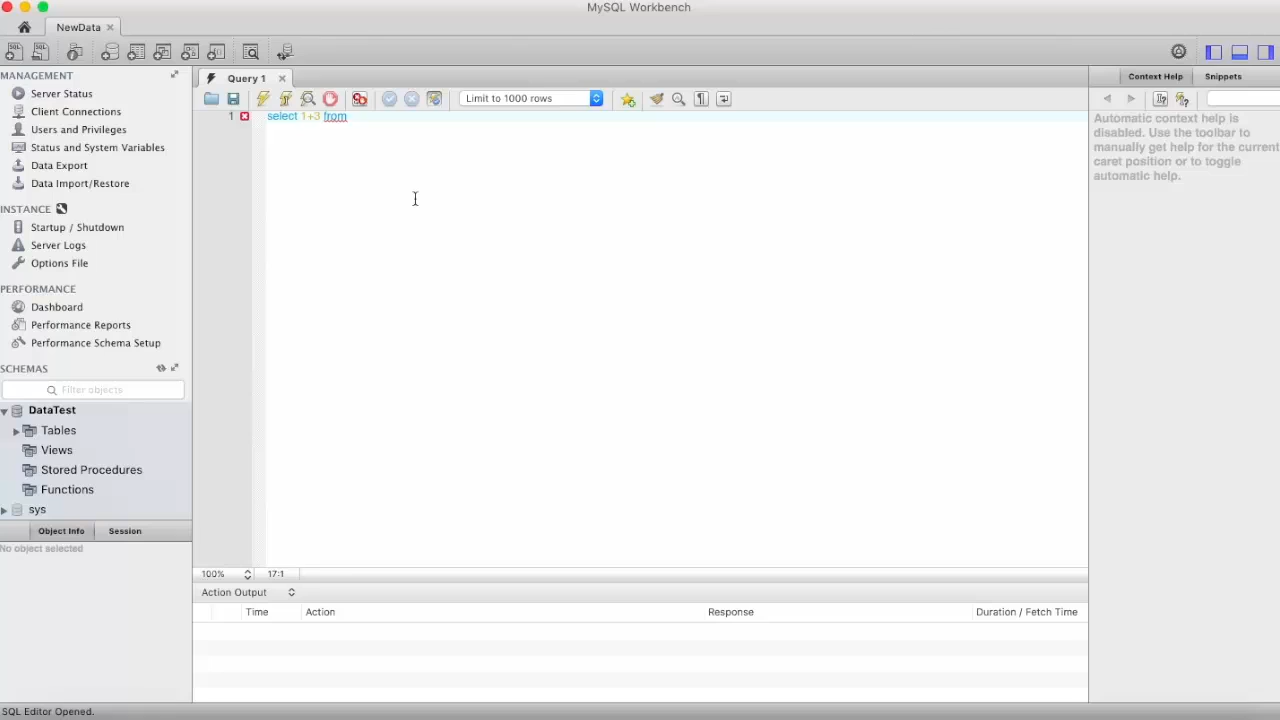 MySQL Workbench
NewData
MANAGEMENT
Server Status
Client Connections
Users and Privileges
Status and System Variables
Data Export
Data Import/Restore
INSTANCE
Startup / Shutdown
Server Logs
Options File
PERFORMANCE
Dashboard
Performance Reports
Performance Schema Setup
SCHEMAS
Filter objects
DataTest
Tables
Views
Stored Procedures
Functions
sys
Object Info Session
No object selected
Query 1
Limit to 1000 rows
1 select 1+3 from
100% 17:1
Action Output
Time Action Response Duration / Fetch Time
Context Help Snippets
Automatic context help is
disabled. Use the toolbar to
manually get help for the current
caret position or to toggle
automatic help.
SQL Editor Opened.